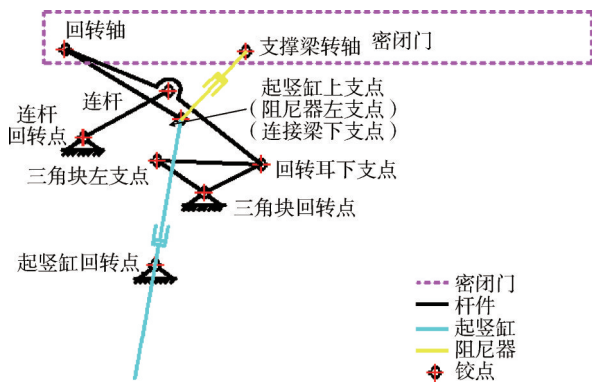 回转轴
支撑梁转轴
密闭门
连杆
起竖缸上支点
(阻尼器左支点)
(连接梁下支点)
连杆
回转点
三角块左支点
回转耳下支点
三角块回转点
起竖缸回转点
密闭门
杆件
起竖缸
阻尼器
铰点